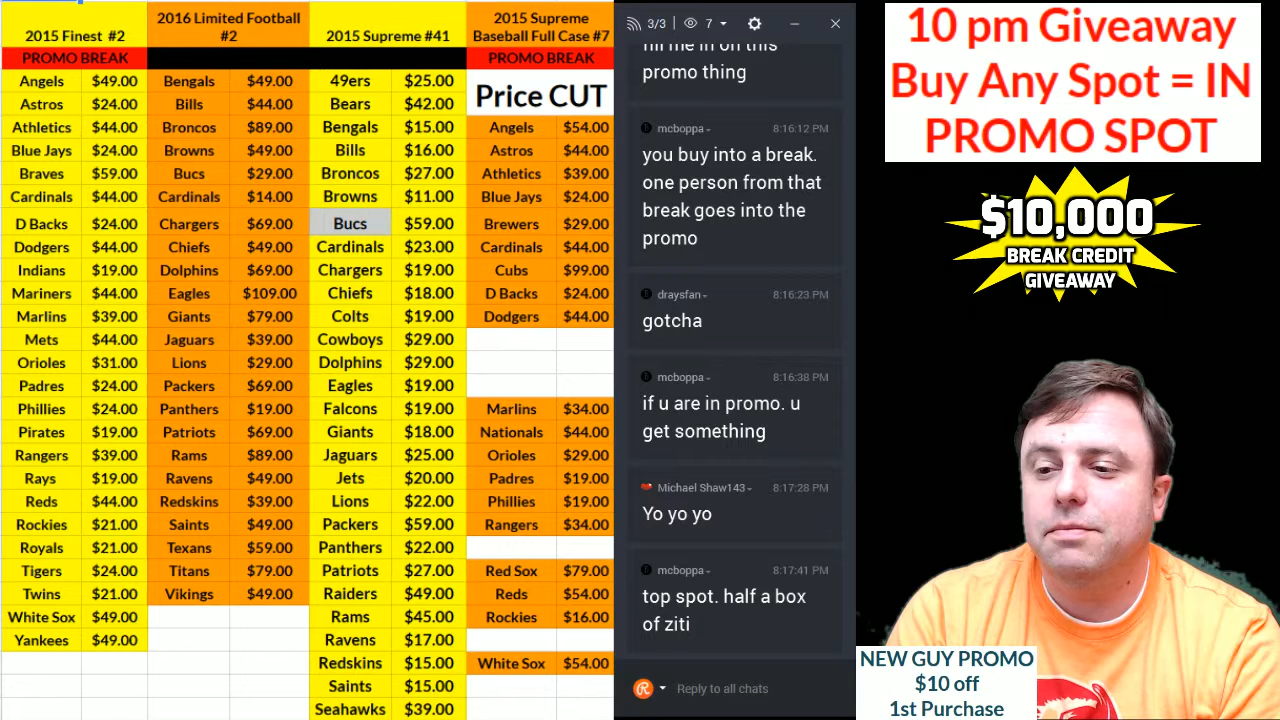 2015 Finest #2
PROMO BREAK
Angels $49.00
Astros $24.00
Athletics $44.00
Blue Jays $24.00
Braves $59.00
Cardinals $44.00
D Backs $24.00
Dodgers $44.00
Indians $19.00
Mariners $44.00
Marlins $39.00
Mets $44.00
Orioles $31.00
Padres $24.00
Phillies $24.00
Pirates $19.00
Rangers $39.00
Rays $19.00
Reds $44.00
Rockies $21.00
Royals $21.00
Tigers $24.00
Twins $21.00
White Sox $49.00
Yankees $49.00
2016 Limited Football
#2
Bengals $49.00
Bills $44.00
Broncos $89.00
Browns $49.00
Bucs $29.00
Cardinals $14.00
Chargers $69.00
Chiefs $49.00
Dolphins $69.00
Eagles $109.00
Giants $79.00
Jaguars $39.00
Lions $29.00
Packers $69.00
Panthers $19.00
Patriots $69.00
Rams $89.00
Ravens $49.00
Redskins $39.00
Saints $49.00
Texans $59.00
Titans $79.00
Vikings $49.00
2015 Supreme #41
49ers $25.00
Bears $42.00
Bengals $15.00
Bills $16.00
Broncos $27.00
Browns $11.00
Bucs $59.00
Cardinals $23.00
Chargers $19.00
Chiefs $18.00
Colts $19.00
Cowboys $29.00
Dolphins $29.00
Eagles $19.00
Falcons $19.00
Giants $18.00
Jaguars $25.00
Jets $20.00
Lions $22.00
Packers $59.00
Panthers $22.00
Patriots $27.00
Raiders $49.00
Rams $45.00
Ravens $17.00
Redskins $15.00
Saints $15.00
Seahawks $39.00
2015 Supreme
Baseball Full Case #7
PROMO BREAK
Price CUT
Angels $54.00
Astros $44.00
Athletics $39.00
Blue Jays $24.00
Brewers $29.00
Cardinals $44.00
Cubs $99.00
D Backs $24.00
Dodgers $44.00
Marlins $34.00
Nationals $44.00
Orioles $29.00
Padres $19.00
Phillies $19.00
Rangers $34.00
Red Sox $79.00
Reds $54.00
Rockies $16.00
White Sox $54.00
3/3 7
me in on this
promo thing
mcboppa 8:16:12 PM
you buy into a break.
one person from that
break goes into the
promo
draysfan 8:16:23 PM
gotcha
mcboppa 8:16:38 PM
if u are in promo. u
get something
Michael Shaw143 8:17:28 PM
Yo yo yo
mcboppa 8:17:41 PM
top spot. half a box
of ziti
Reply to all chats
10 pm Giveaway
Buy Any Spot = IN
PROMO SPOT
$10,000
BREAK CREDIT
GIVEAWAY
NEW GUY PROMO
$10 off
1st Purchase